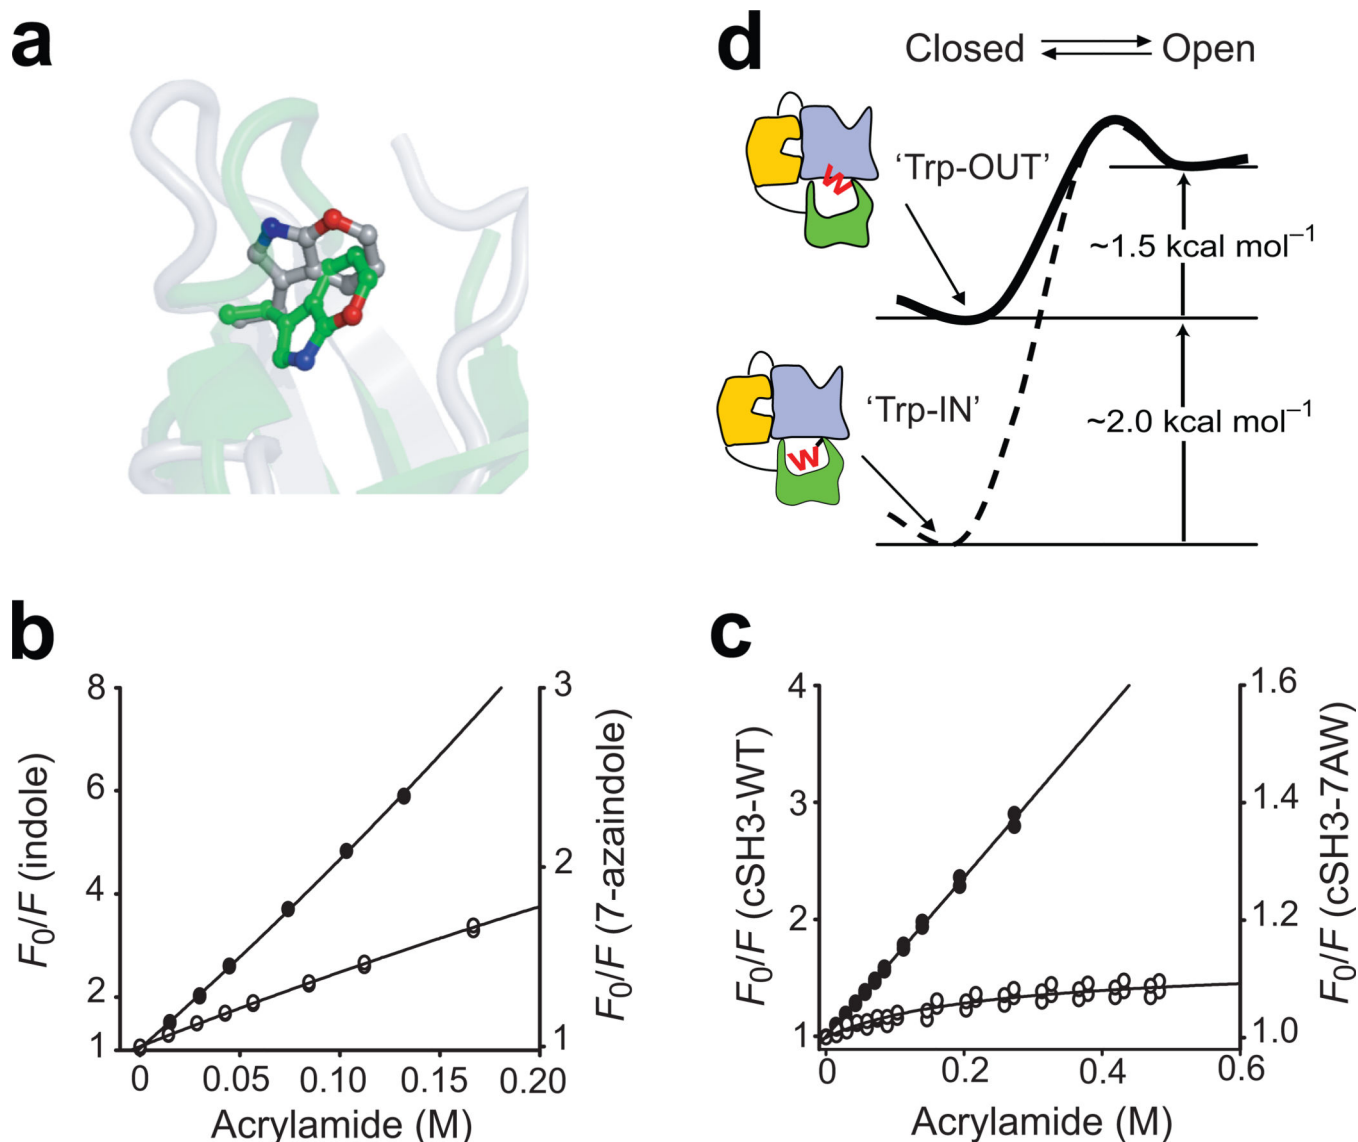 a
d
Closed
Open
'Trp-OUT'
~1.5 kcal mol⁻¹
W
'Trp-IN'
~2.0 kcal mol⁻¹
W
b
F₀/F (indole)
8
6
4
2
1
3
2
1
F₀/F (7-azaindole)
0 0.05 0.10 0.15 0.20
Acrylamide (M)
c
F₀/F (cSH3-WT)
4
3
2
1
1.6
1.4
1.2
1.0
F₀/F (cSH3-7AW)
0 0.2 0.4 0.6
Acrylamide (M)